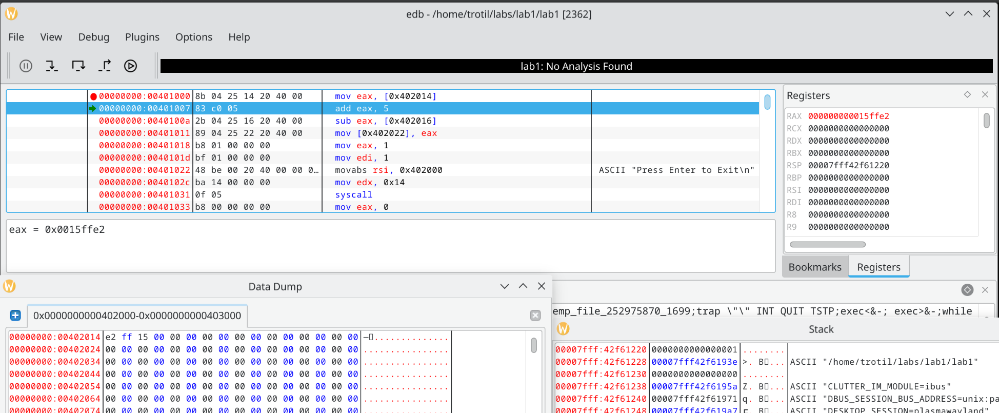 edb - /home/trotil/labs/lab1/lab1 [2362]
File View Debug Plugins Options Help
lab1: No Analysis Found
00000000:00401000 8b 04 25 14 20 40 00 mov eax, [0x402014]
00000000:00401007 83 c0 05 add eax, 5
00000000:0040100a 2b 04 25 16 20 40 00 sub eax, [0x402016]
00000000:00401011 89 04 25 22 20 40 00 mov [0x402022], eax
00000000:00401018 b8 01 00 00 00 mov eax, 1
00000000:0040101d bf 01 00 00 00 mov edi, 1
00000000:00401022 48 be 00 20 40 00 00 0… movabs rsi, 0x402000 ASCII "Press Enter to Exit\n"
00000000:0040102c ba 14 00 00 00 mov edx, 0x14
00000000:00401031 0f 05 syscall
00000000:00401033 b8 00 00 00 00 mov eax, 0
eax = 0x0015ffe2
Registers
RAX 000000000015ffe2
RCX 0000000000000000
RDX 0000000000000000
RBX 0000000000000000
RSP 00007fff42f61220
RBP 0000000000000000
RSI 0000000000000000
RDI 0000000000000000
R8 0000000000000000
R9 0000000000000000
Bookmarks Registers
Data Dump
0x0000000000402000-0x0000000000403000
00000000:00402014 e2 ff 15 00 00 00 00 00 00 00 00 00 00 00 00 00 —▯..............
00000000:00402024 00 00 00 00 00 00 00 00 00 00 00 00 00 00 00 00 ................
00000000:00402034 00 00 00 00 00 00 00 00 00 00 00 00 00 00 00 00 ................
00000000:00402044 00 00 00 00 00 00 00 00 00 00 00 00 00 00 00 00 ................
00000000:00402054 00 00 00 00 00 00 00 00 00 00 00 00 00 00 00 00 ................
00000000:00402064 00 00 00 00 00 00 00 00 00 00 00 00 00 00 00 00 ................
00000000:00402074 00 00 00 00 00 00 00 00 00 00 00 00 00 00 00 00 ................
emp_file_252975870_1699;trap \"\" INT QUIT TSTP;exec<&-; exec>&-;while
Stack
00007fff:42f61220 0000000000000001 ........
00007fff:42f61228 00007fff42f6193e >. B▯... ASCII "/home/trotil/labs/lab1/lab1"
00007fff:42f61230 0000000000000000 ........
00007fff:42f61238 00007fff42f6195a Z. B▯... ASCII "CLUTTER_IM_MODULE=ibus"
00007fff:42f61240 00007fff42f61971 q. B▯... ASCII "DBUS_SESSION_BUS_ADDRESS=unix:pa
00007fff:42f61248 00007fff42f619a7 . B▯... ASCII "DESKTOP_SESSION=plasmawayland"